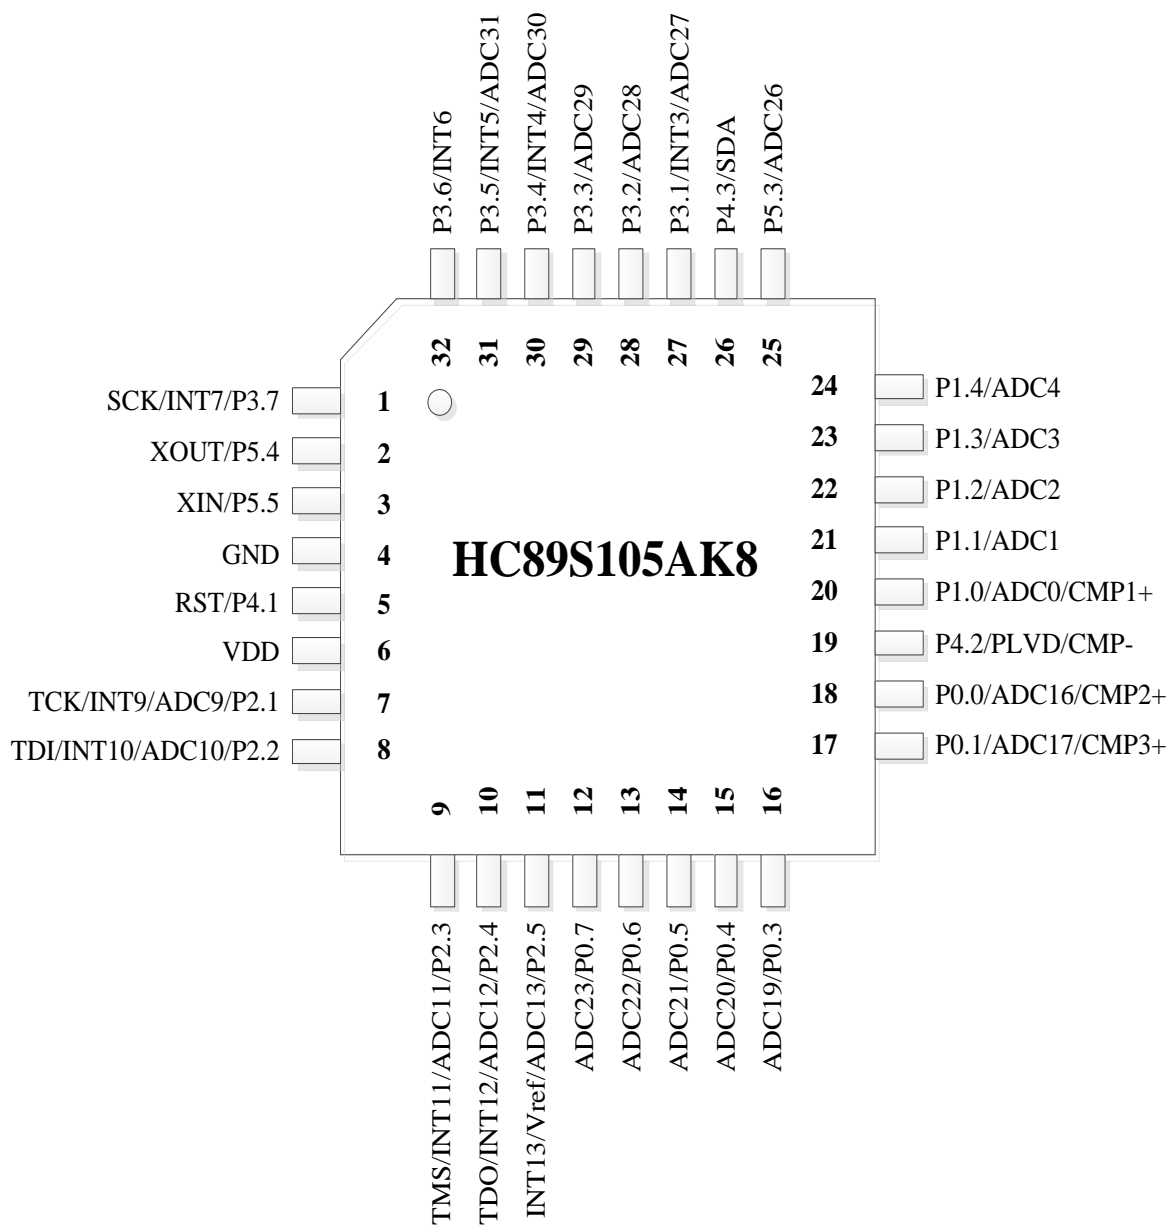 P3.6/INT6
P3.5/INT5/ADC31
P3.4/INT4/ADC30
P3.3/ADC29
P3.2/ADC28
P3.1/INT3/ADC27
P4.3/SDA
P5.3/ADC26
32
31
30
29
28
27
26
25
SCK/INT7/P3.7
1
XOUT/P5.4
2
XIN/P5.5
3
GND
4
RST/P4.1
5
VDD
6
TCK/INT9/ADC9/P2.1
7
TDI/INT10/ADC10/P2.2
8
HC89S105AK8
24
P1.4/ADC4
23
P1.3/ADC3
22
P1.2/ADC2
21
P1.1/ADC1
20
P1.0/ADC0/CMP1+
19
P4.2/PLVD/CMP-
18
P0.0/ADC16/CMP2+
17
P0.1/ADC17/CMP3+
9
10
11
12
13
14
15
16
TMS/INT11/ADC11/P2.3
TDO/INT12/ADC12/P2.4
INT13/Vref/ADC13/P2.5
ADC23/P0.7
ADC22/P0.6
ADC21/P0.5
ADC20/P0.4
ADC19/P0.3